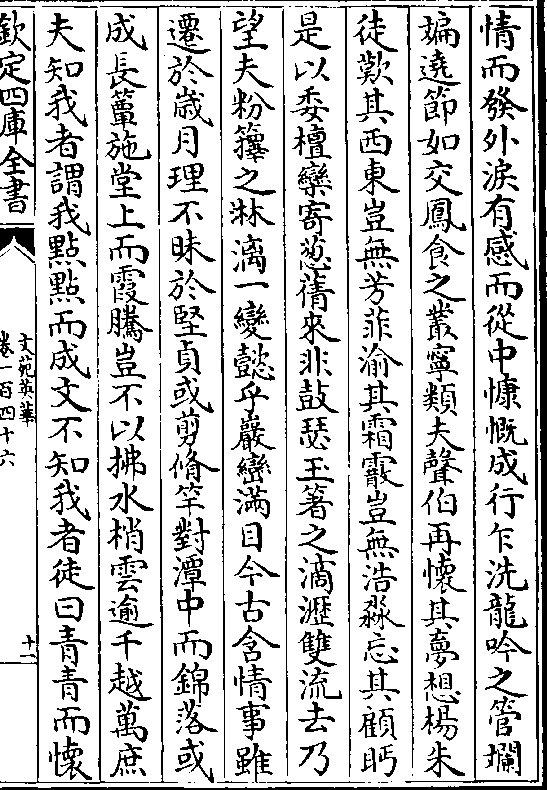 情而發外淚有感而從中慷慨成行乍洗龍吟之管斓
斒遶節如交鳳食之叢寧類夫聲伯再懷其夢想楊朱
徒歎其西東豈無芳菲渝其霜霰豈無浩淼忘其顧眄
是以委檀欒寄葱蒨來非鼓瑟玉箸之滴瀝雙流去乃
望夫粉籜之淋漓一變懿乎巖巒滿目今古含情事雖
遷於歲月理不昧於堅貞或剪脩竿對潭中而錦落或
成長簟施堂上而霞騰豈不以拂水梢雲逾千越萬庶
夫知我者謂我點點而成文不知我者徒曰青青而懷
欽定四庫全書
文苑英華
卷一百四十六
十一